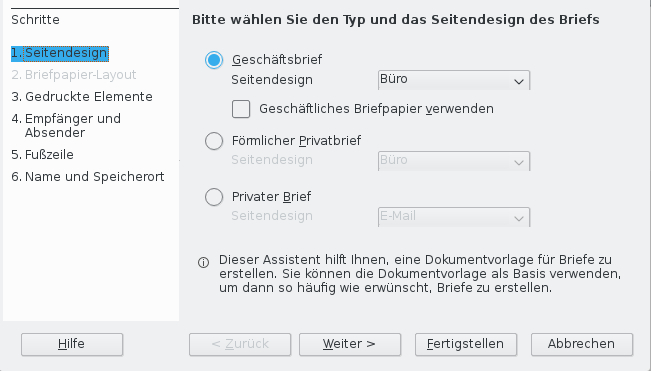 Schritte
1. Seitendesign
2. Briefpapier-Layout
3. Gedruckte Elemente
4. Empfänger und
Absender
5. Fußzeile
6. Name und Speicherort
Bitte wählen Sie den Typ und das Seitendesign des Briefs
Geschäftsbrief
Seitendesign Büro
Geschäftliches Briefpapier verwenden
Förmlicher Privatbrief
Seitendesign Büro
Privater Brief
Seitendesign E-Mail
Dieser Assistent hilft Ihnen, eine Dokumentvorlage für Briefe zu
erstellen. Sie können die Dokumentvorlage als Basis verwenden,
um dann so häufig wie erwünscht, Briefe zu erstellen.
Hilfe < Zurück Weiter > Fertigstellen Abbrechen